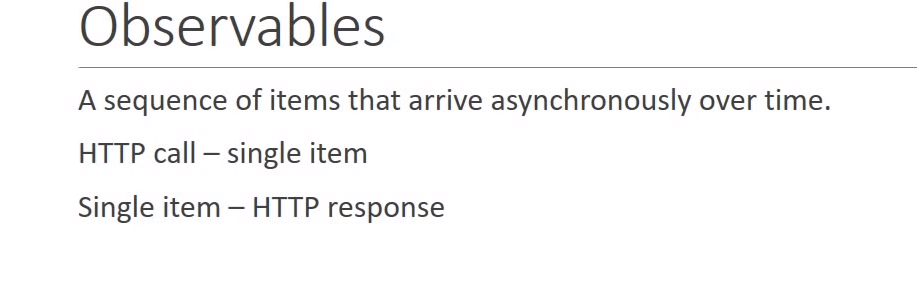 Observables
A sequence of items that arrive asynchronously over time.
HTTP call – single item
Single item – HTTP response